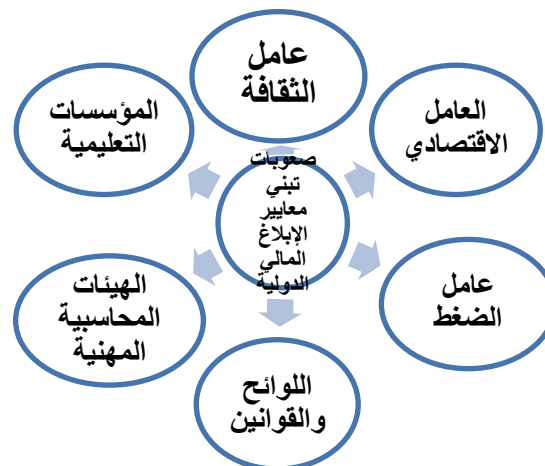 عامل
الثقافة
العامل
الاقتصادي
عامل
الضغط
اللوائح
والقوانين
الهيئات
المحاسبية
المهنية
المؤسسات
التعليمية
صعوبات
تبني
معايير
الإبلاغ
المالي
الدولية